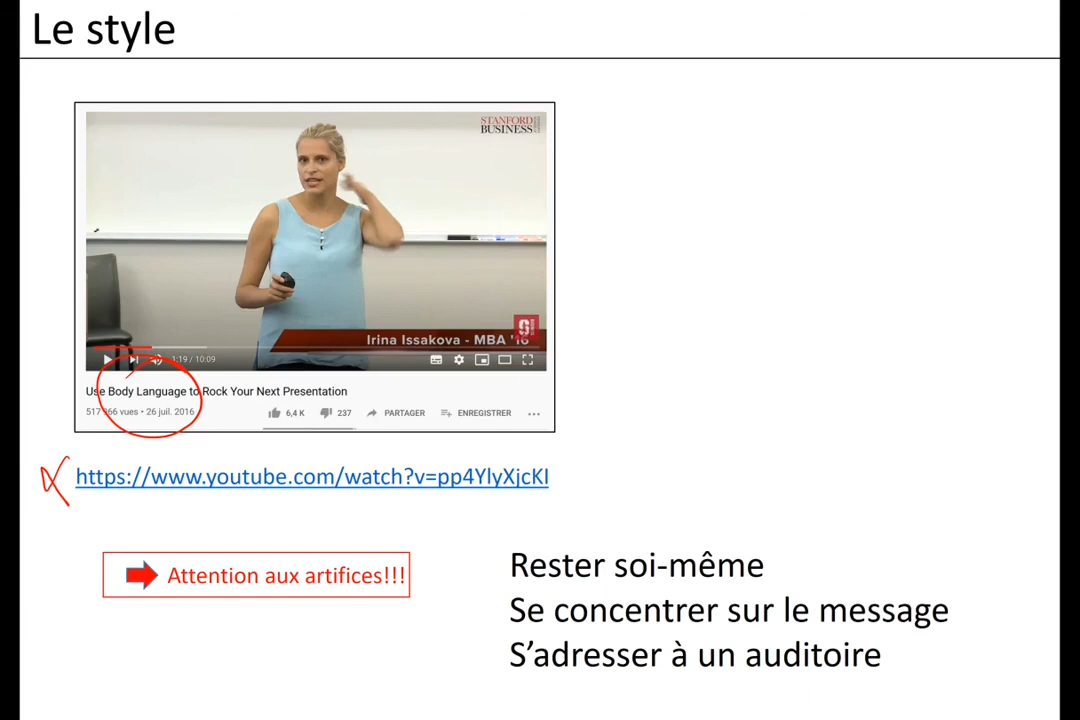 Le style
STANFORD
BUSINESS
Irina Issakova - MBA '16
1:19 / 10:09
Use Body Language to Rock Your Next Presentation
vues • 26 juil. 2016
6,4 K
237
PARTAGER
ENREGISTRER
https://www.youtube.com/watch?v=pp4YlyXjcKI
Attention aux artifices!!!
Rester soi-même
Se concentrer sur le message
S'adresser à un auditoire